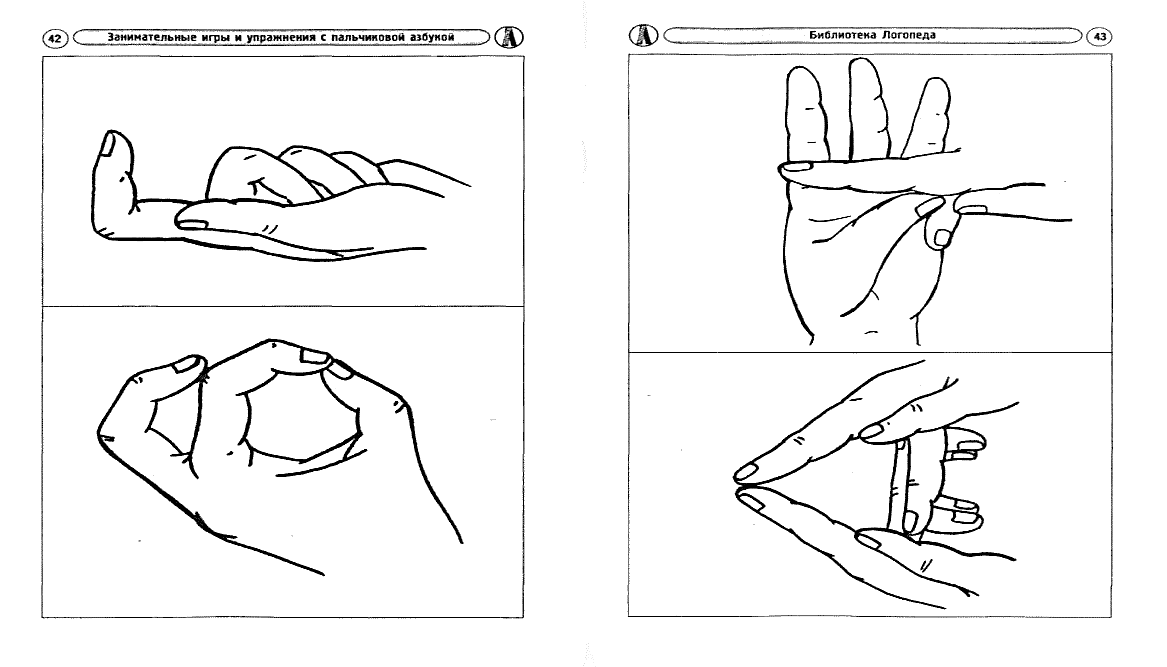 42
Занимательные игры и упражнения с пальчиковой азбукой
А
А
Библиотека Логопеда
43